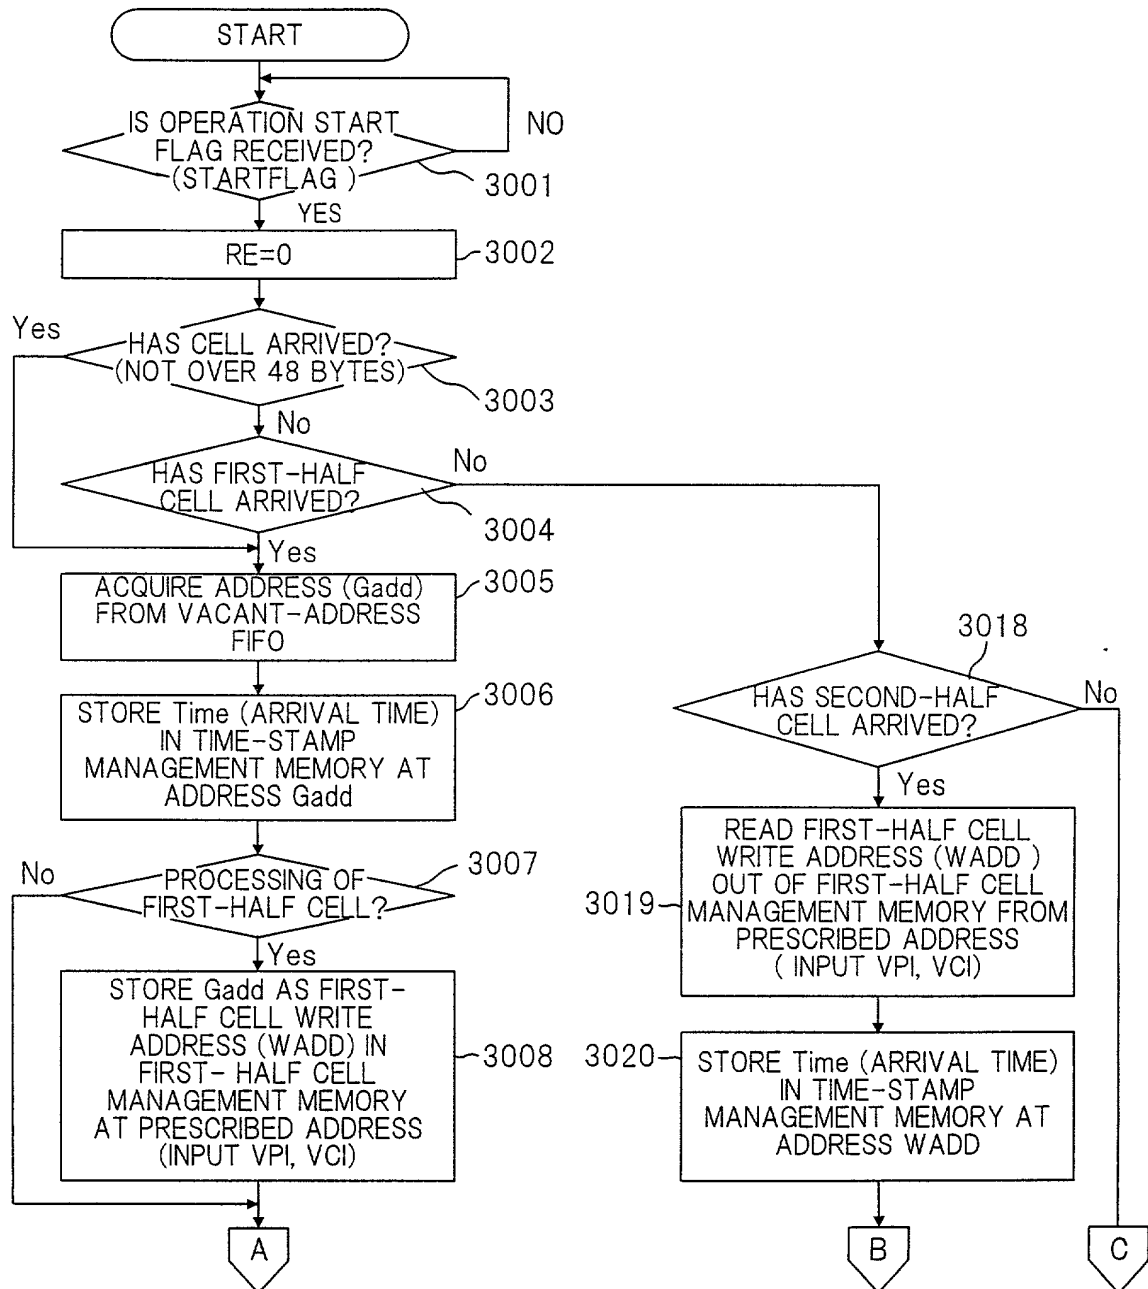 START
IS OPERATION START
FLAG RECEIVED?
(STARTFLAG )
NO
3001
YES
RE=0
3002
Yes
HAS CELL ARRIVED?
(NOT OVER 48 BYTES)
3003
No
HAS FIRST-HALF
CELL ARRIVED?
No
3004
Yes
ACQUIRE ADDRESS (Gadd)
FROM VACANT-ADDRESS
FIFO
3005
STORE Time (ARRIVAL TIME)
IN TIME-STAMP
MANAGEMENT MEMORY AT
ADDRESS Gadd
3006
No
PROCESSING OF
FIRST-HALF CELL?
3007
Yes
STORE Gadd AS FIRST-
HALF CELL WRITE
ADDRESS (WADD) IN
FIRST- HALF CELL
MANAGEMENT MEMORY
AT PRESCRIBED ADDRESS
(INPUT VPI, VCI)
3008
A
3018
HAS SECOND-HALF
CELL ARRIVED?
No
Yes
READ FIRST-HALF CELL
WRITE ADDRESS (WADD )
OUT OF FIRST-HALF CELL
MANAGEMENT MEMORY FROM
PRESCRIBED ADDRESS
( INPUT VPI, VCI)
3019
3020
STORE Time (ARRIVAL TIME)
IN TIME-STAMP
MANAGEMENT MEMORY AT
ADDRESS WADD
B
C